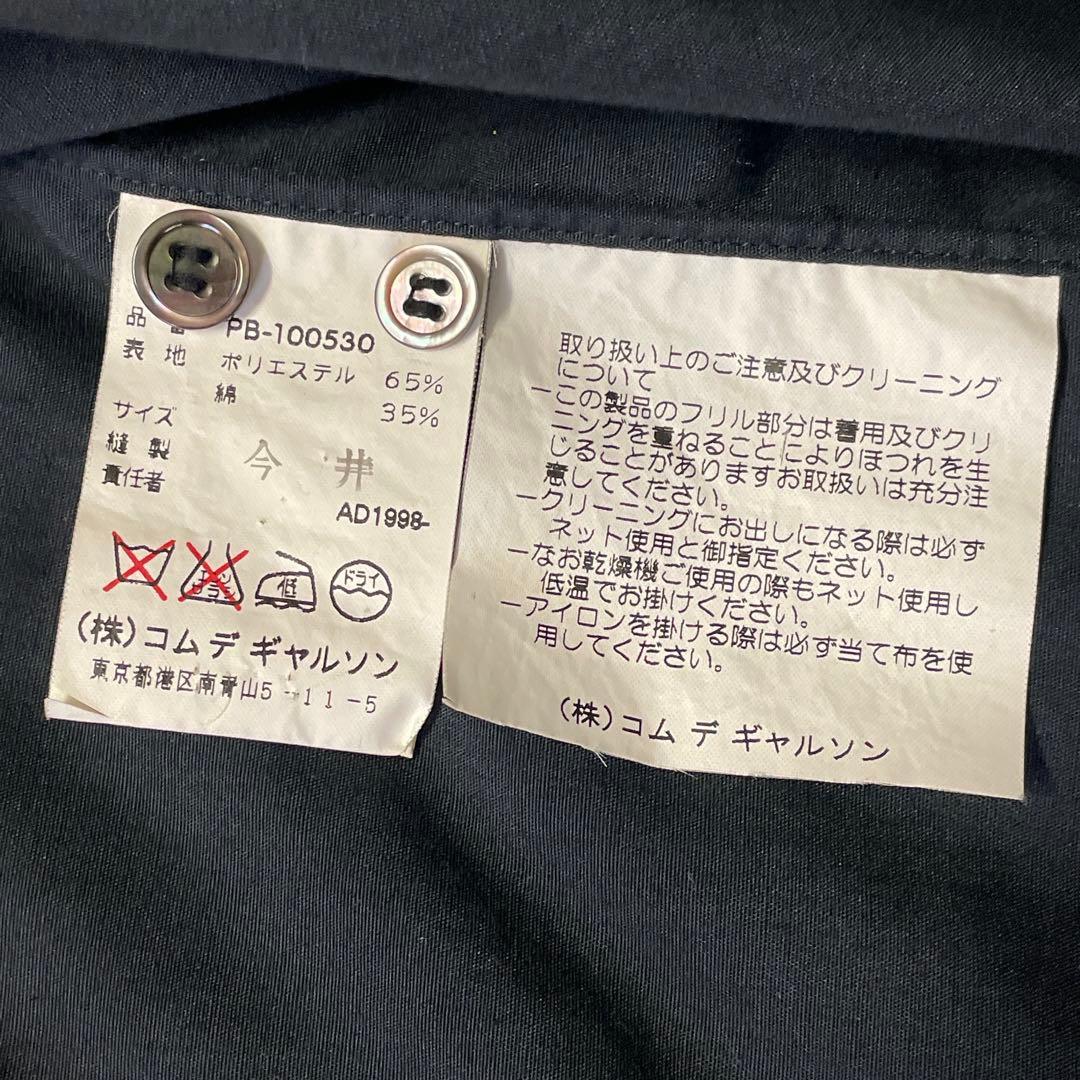 品番 PB-100530
表地 ポリエステル 65%
綿 35%
サイズ
縫製 今井
責任者
AD1998-
エンソ サラシ 低 ドライ
(株)コム デ ギャルソン
東京都港区南青山5-11-5
取り扱い上のご注意及びクリーニング
について
ーこの製品のフリル部分は着用及びクリ
ーニングを重ねることによりほつれを生
じることがありますお取扱いは充分注
意してください。
ークリーニングにお出しになる際は必ず
ネット使用と御指定ください。
ーなお乾燥機ご使用の際もネット使用し
低温でお掛けください。
ーアイロンを掛ける際は必ず当て布を使
用してください。
(株)コム デ ギャルソン